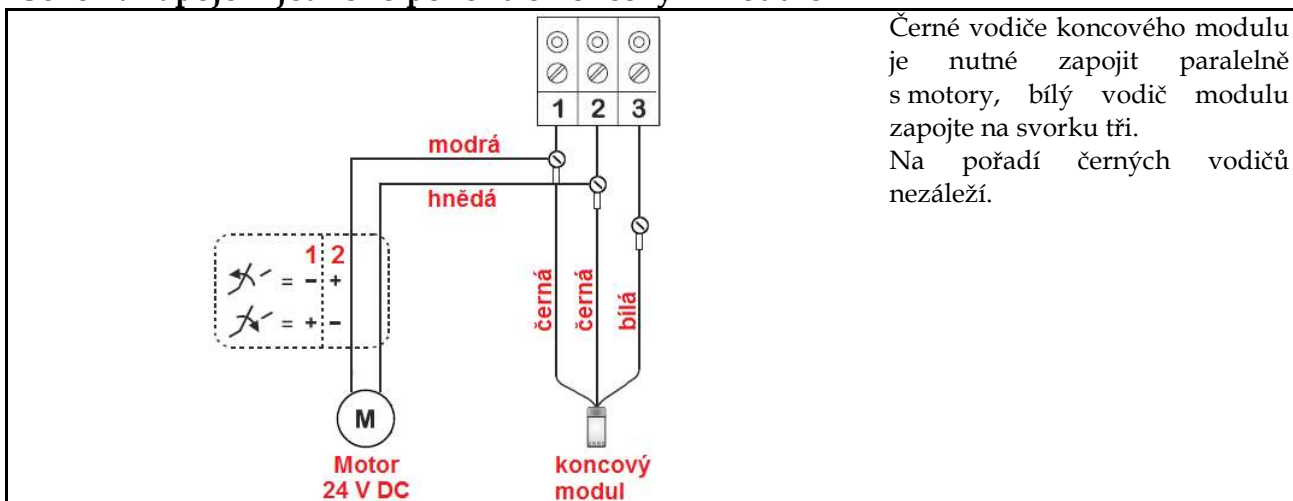 1 2 3
modrá
hnědá
1 2
= - +
= + -
černá
černá
bílá
M
Motor
24 V DC
koncový
modul
Černé vodiče koncového modulu
je nutné zapojit paralelně
s motory, bílý vodič modulu
zapojte na svorku tři.
Na pořadí černých vodičů
nezáleží.